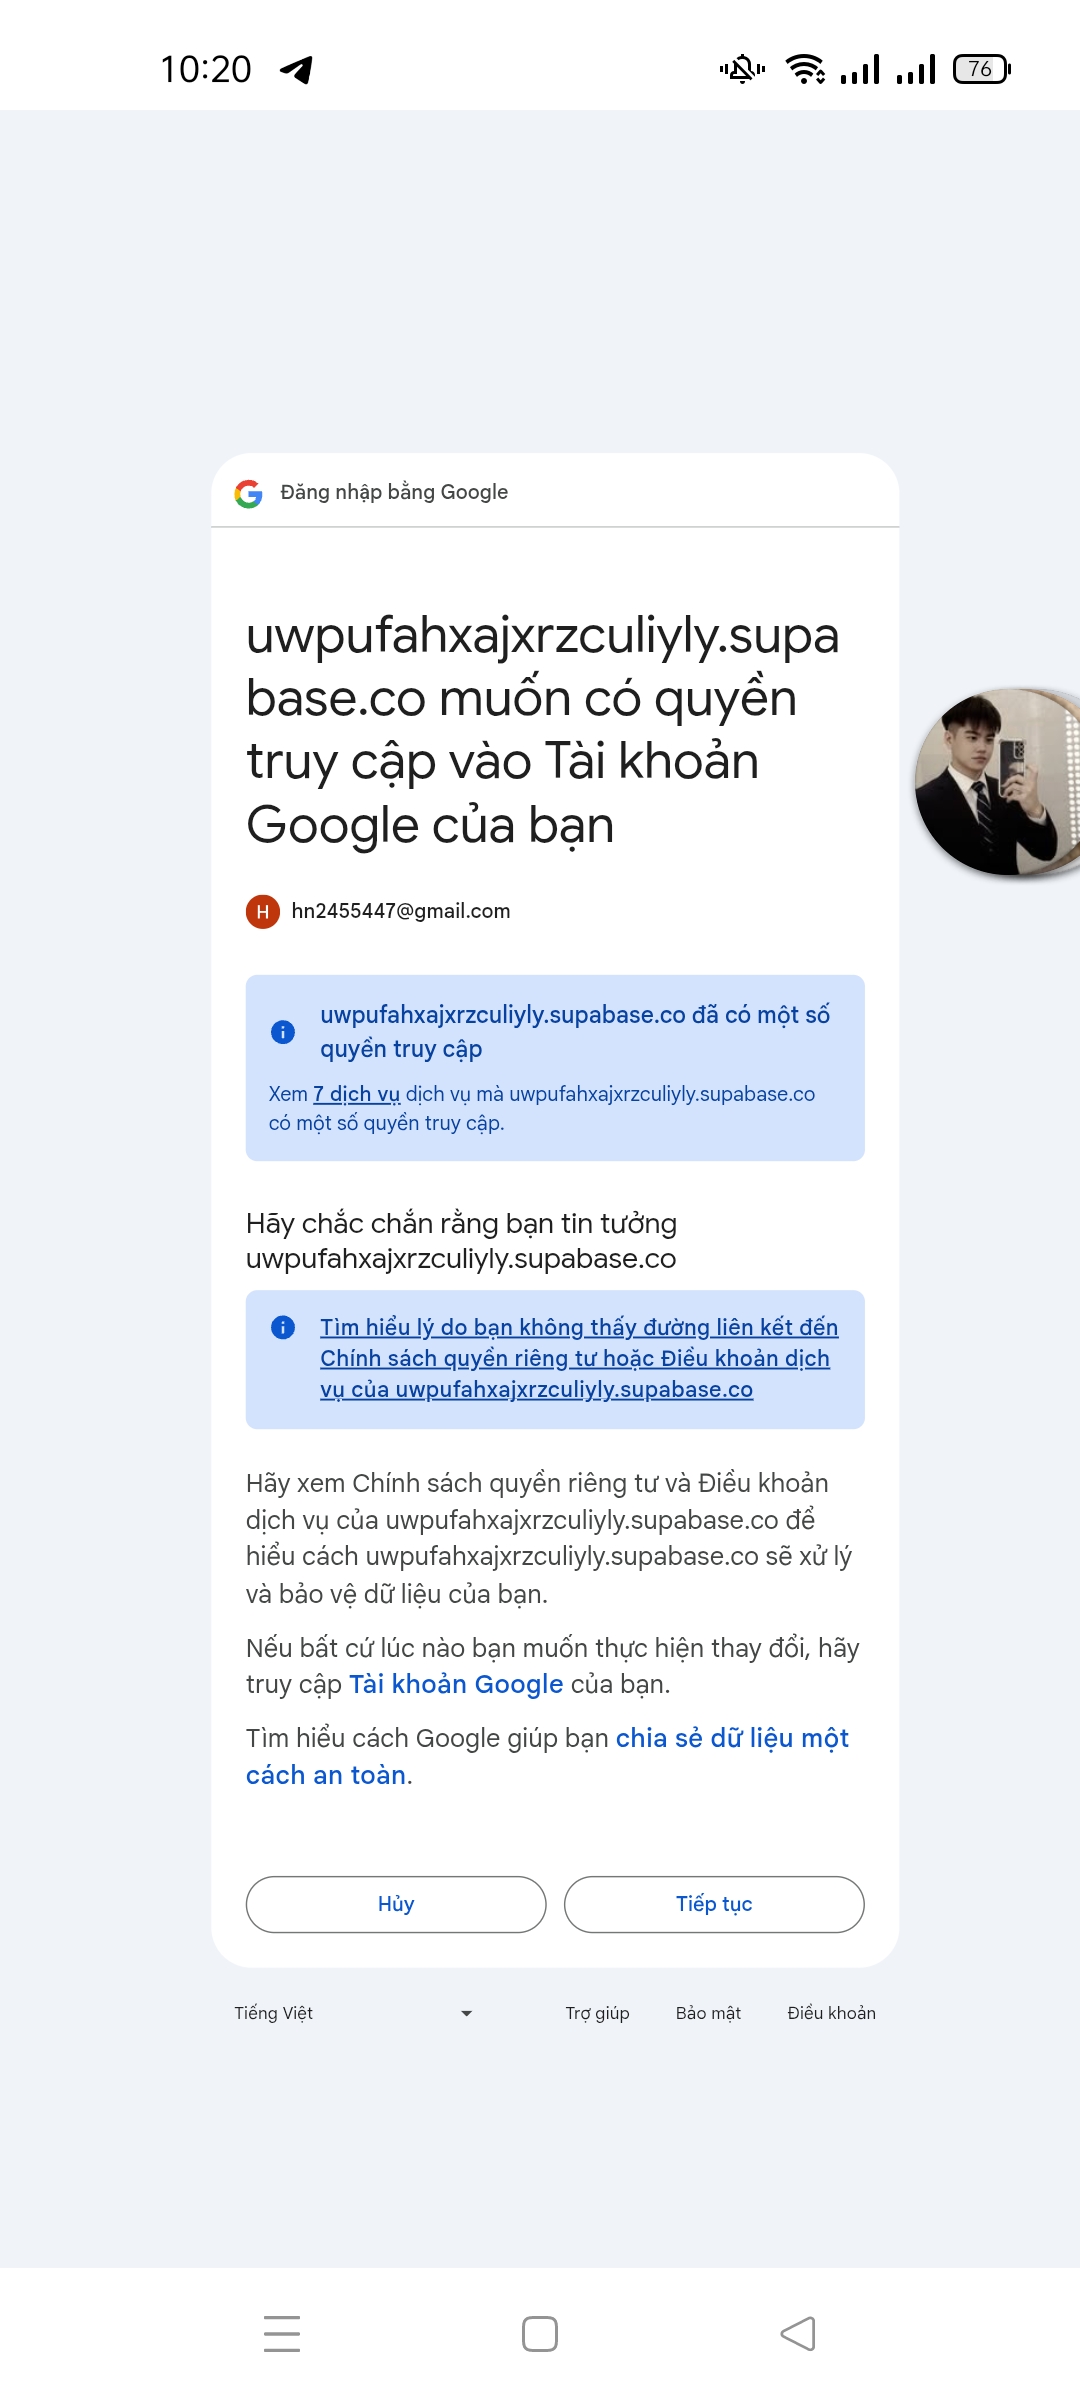 10:20
76
Đăng nhập bằng Google
uwpufahxajxrzculiyly.supa
base.co muốn có quyền
truy cập vào Tài khoản
Google của bạn
H hn2455447@gmail.com
uwpufahxajxrzculiyly.supabase.co đã có một số
quyền truy cập
Xem 7 dịch vụ dịch vụ mà uwpufahxajxrzculiyly.supabase.co
có một số quyền truy cập.
Hãy chắc chắn rằng bạn tin tưởng
uwpufahxajxrzculiyly.supabase.co
Tìm hiểu lý do bạn không thấy đường liên kết đến
Chính sách quyền riêng tư hoặc Điều khoản dịch
vụ của uwpufahxajxrzculiyly.supabase.co
Hãy xem Chính sách quyền riêng tư và Điều khoản
dịch vụ của uwpufahxajxrzculiyly.supabase.co để
hiểu cách uwpufahxajxrzculiyly.supabase.co sẽ xử lý
và bảo vệ dữ liệu của bạn.
Nếu bất cứ lúc nào bạn muốn thực hiện thay đổi, hãy
truy cập Tài khoản Google của bạn.
Tìm hiểu cách Google giúp bạn chia sẻ dữ liệu một
cách an toàn.
Hủy
Tiếp tục
Tiếng Việt
Trợ giúp
Bảo mật
Điều khoản